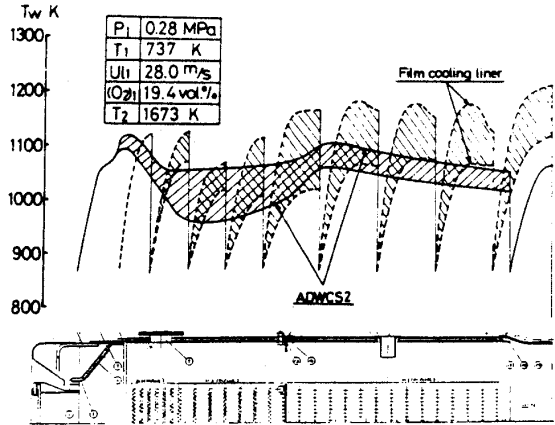 Tw K
1300
1200
1100
1000
900
800
P1 0.28 MPa
T1 737 K
Ul1 28.0 m/s
(O2)1 19.4 vol.%
T2 1673 K
Film cooling liner
ADWCS2